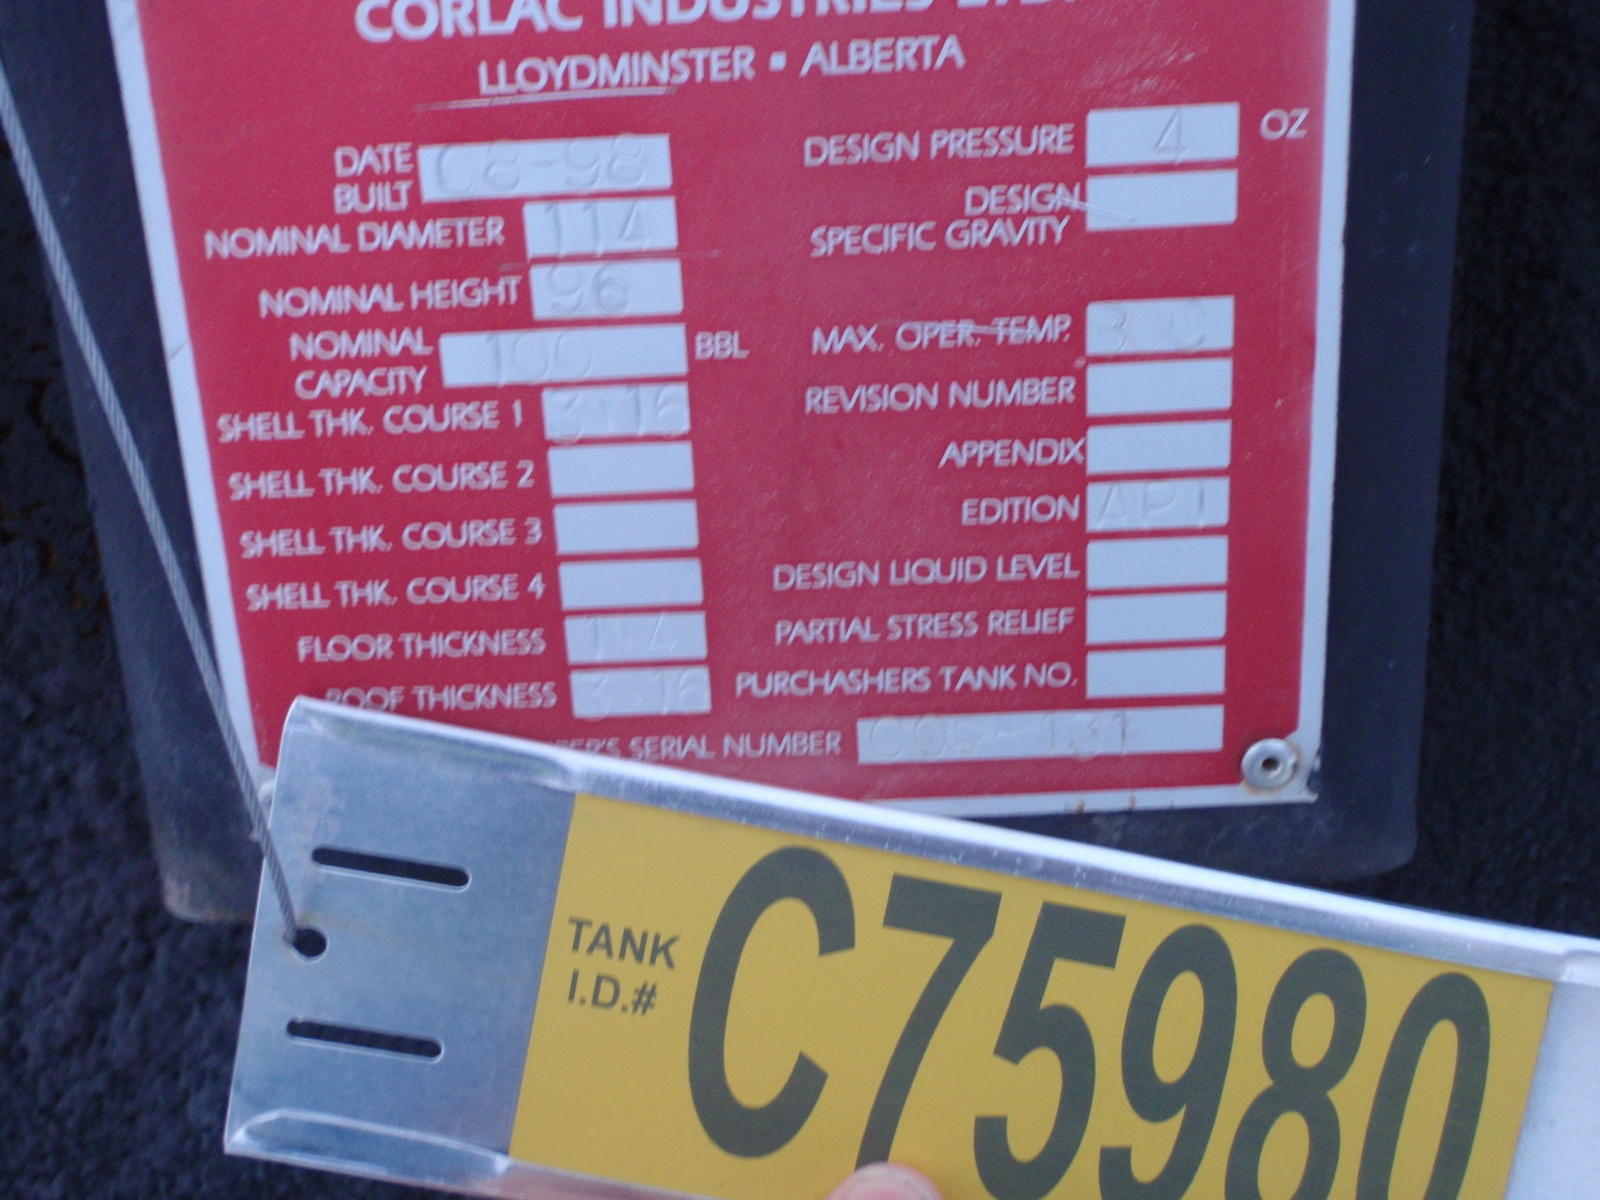 CORLAC INDUSTRIES LTD.
LLOYDMINSTER ▪ ALBERTA
DATE BUILT 08-98
NOMINAL DIAMETER 114
NOMINAL HEIGHT 96
NOMINAL CAPACITY 100 BBL
SHELL THK. COURSE 1 3·16
SHELL THK. COURSE 2
SHELL THK. COURSE 3
SHELL THK. COURSE 4
FLOOR THICKNESS 1·4
ROOF THICKNESS 3·16
DESIGN PRESSURE 4 OZ
DESIGN SPECIFIC GRAVITY
MAX. OPER. TEMP.
REVISION NUMBER
APPENDIX
EDITION API
DESIGN LIQUID LEVEL
PARTIAL STRESS RELIEF
PURCHASHERS TANK NO.
SERIAL NUMBER
TANK
I.D.#
C75980